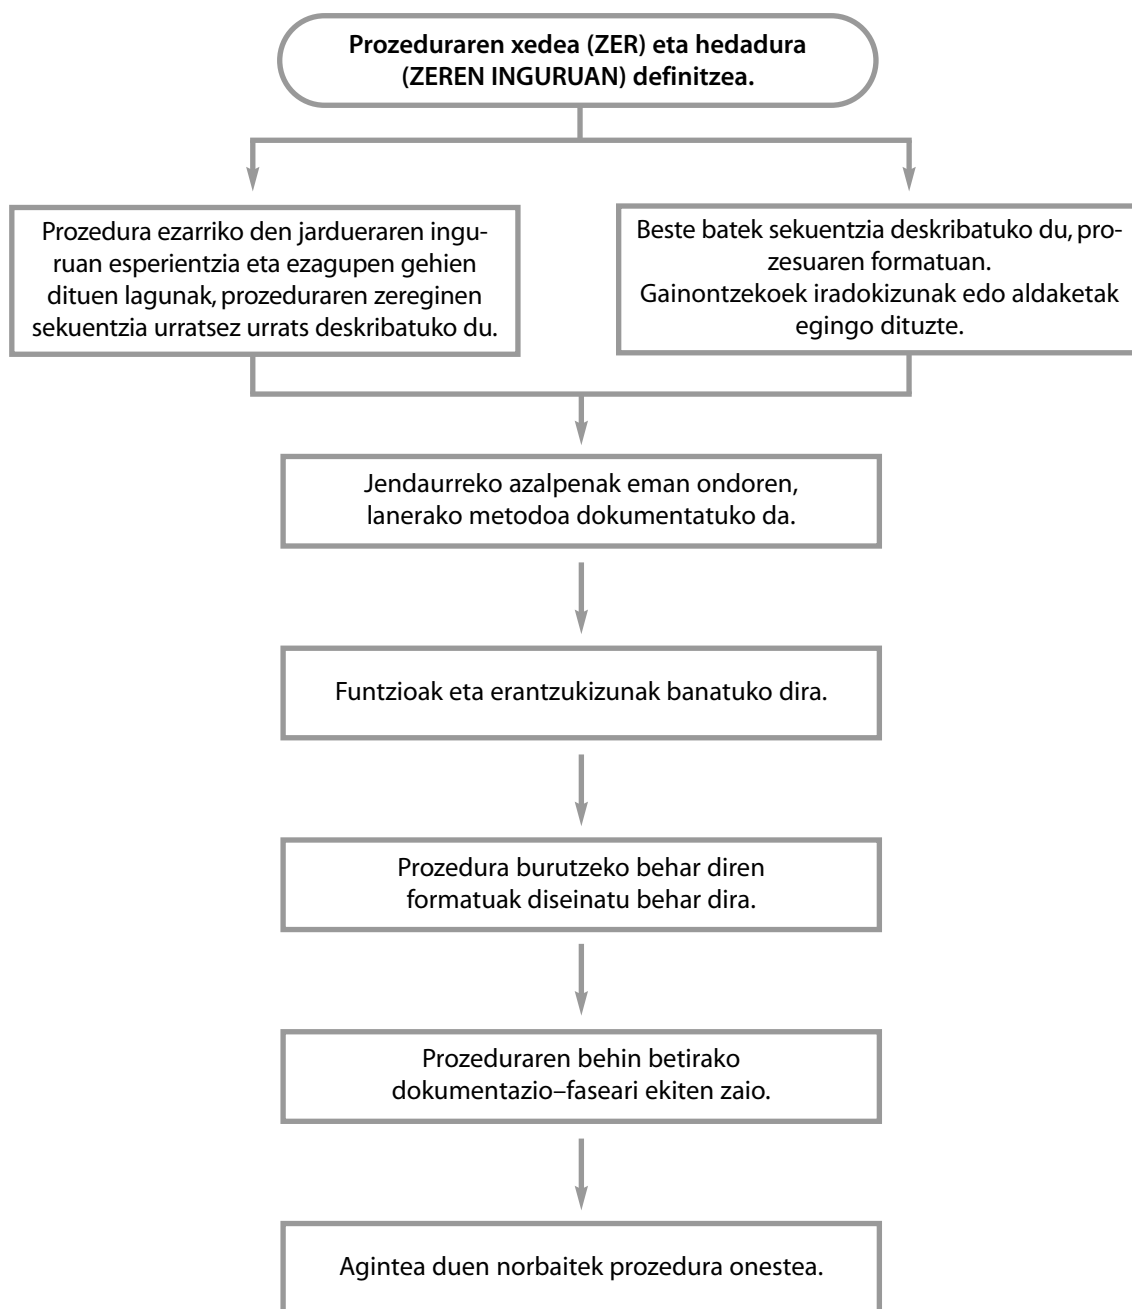 Prozeduraren xedea (ZER) eta hedadura
(ZEREN INGURUAN) definitzea.
Prozedura ezarriko den jardueraren ingu-
ruan esperientzia eta ezagupen gehien
dituen lagunak, prozeduraren zereginen
sekuentzia urratsez urrats deskribatuko du.
Beste batek sekuentzia deskribatuko du, pro-
zesuaren formatuan.
Gainontzekoek iradokizunak edo aldaketak
egingo dituzte.
Jendaurreko azalpenak eman ondoren,
lanerako metodoa dokumentatuko da.
Funtzioak eta erantzukizunak banatuko dira.
Prozedura burutzeko behar diren
formatuak diseinatu behar dira.
Prozeduraren behin betirako
dokumentazio–faseari ekiten zaio.
Agintea duen norbaitek prozedura onestea.